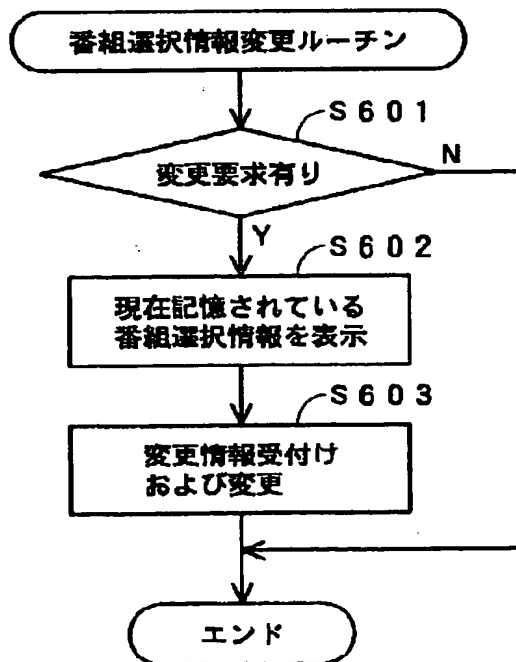 番組選択情報変更ルーチン
S601
変更要求有り
N
Y
S602
現在記憶されている
番組選択情報を表示
S603
変更情報受付け
および変更
エンド